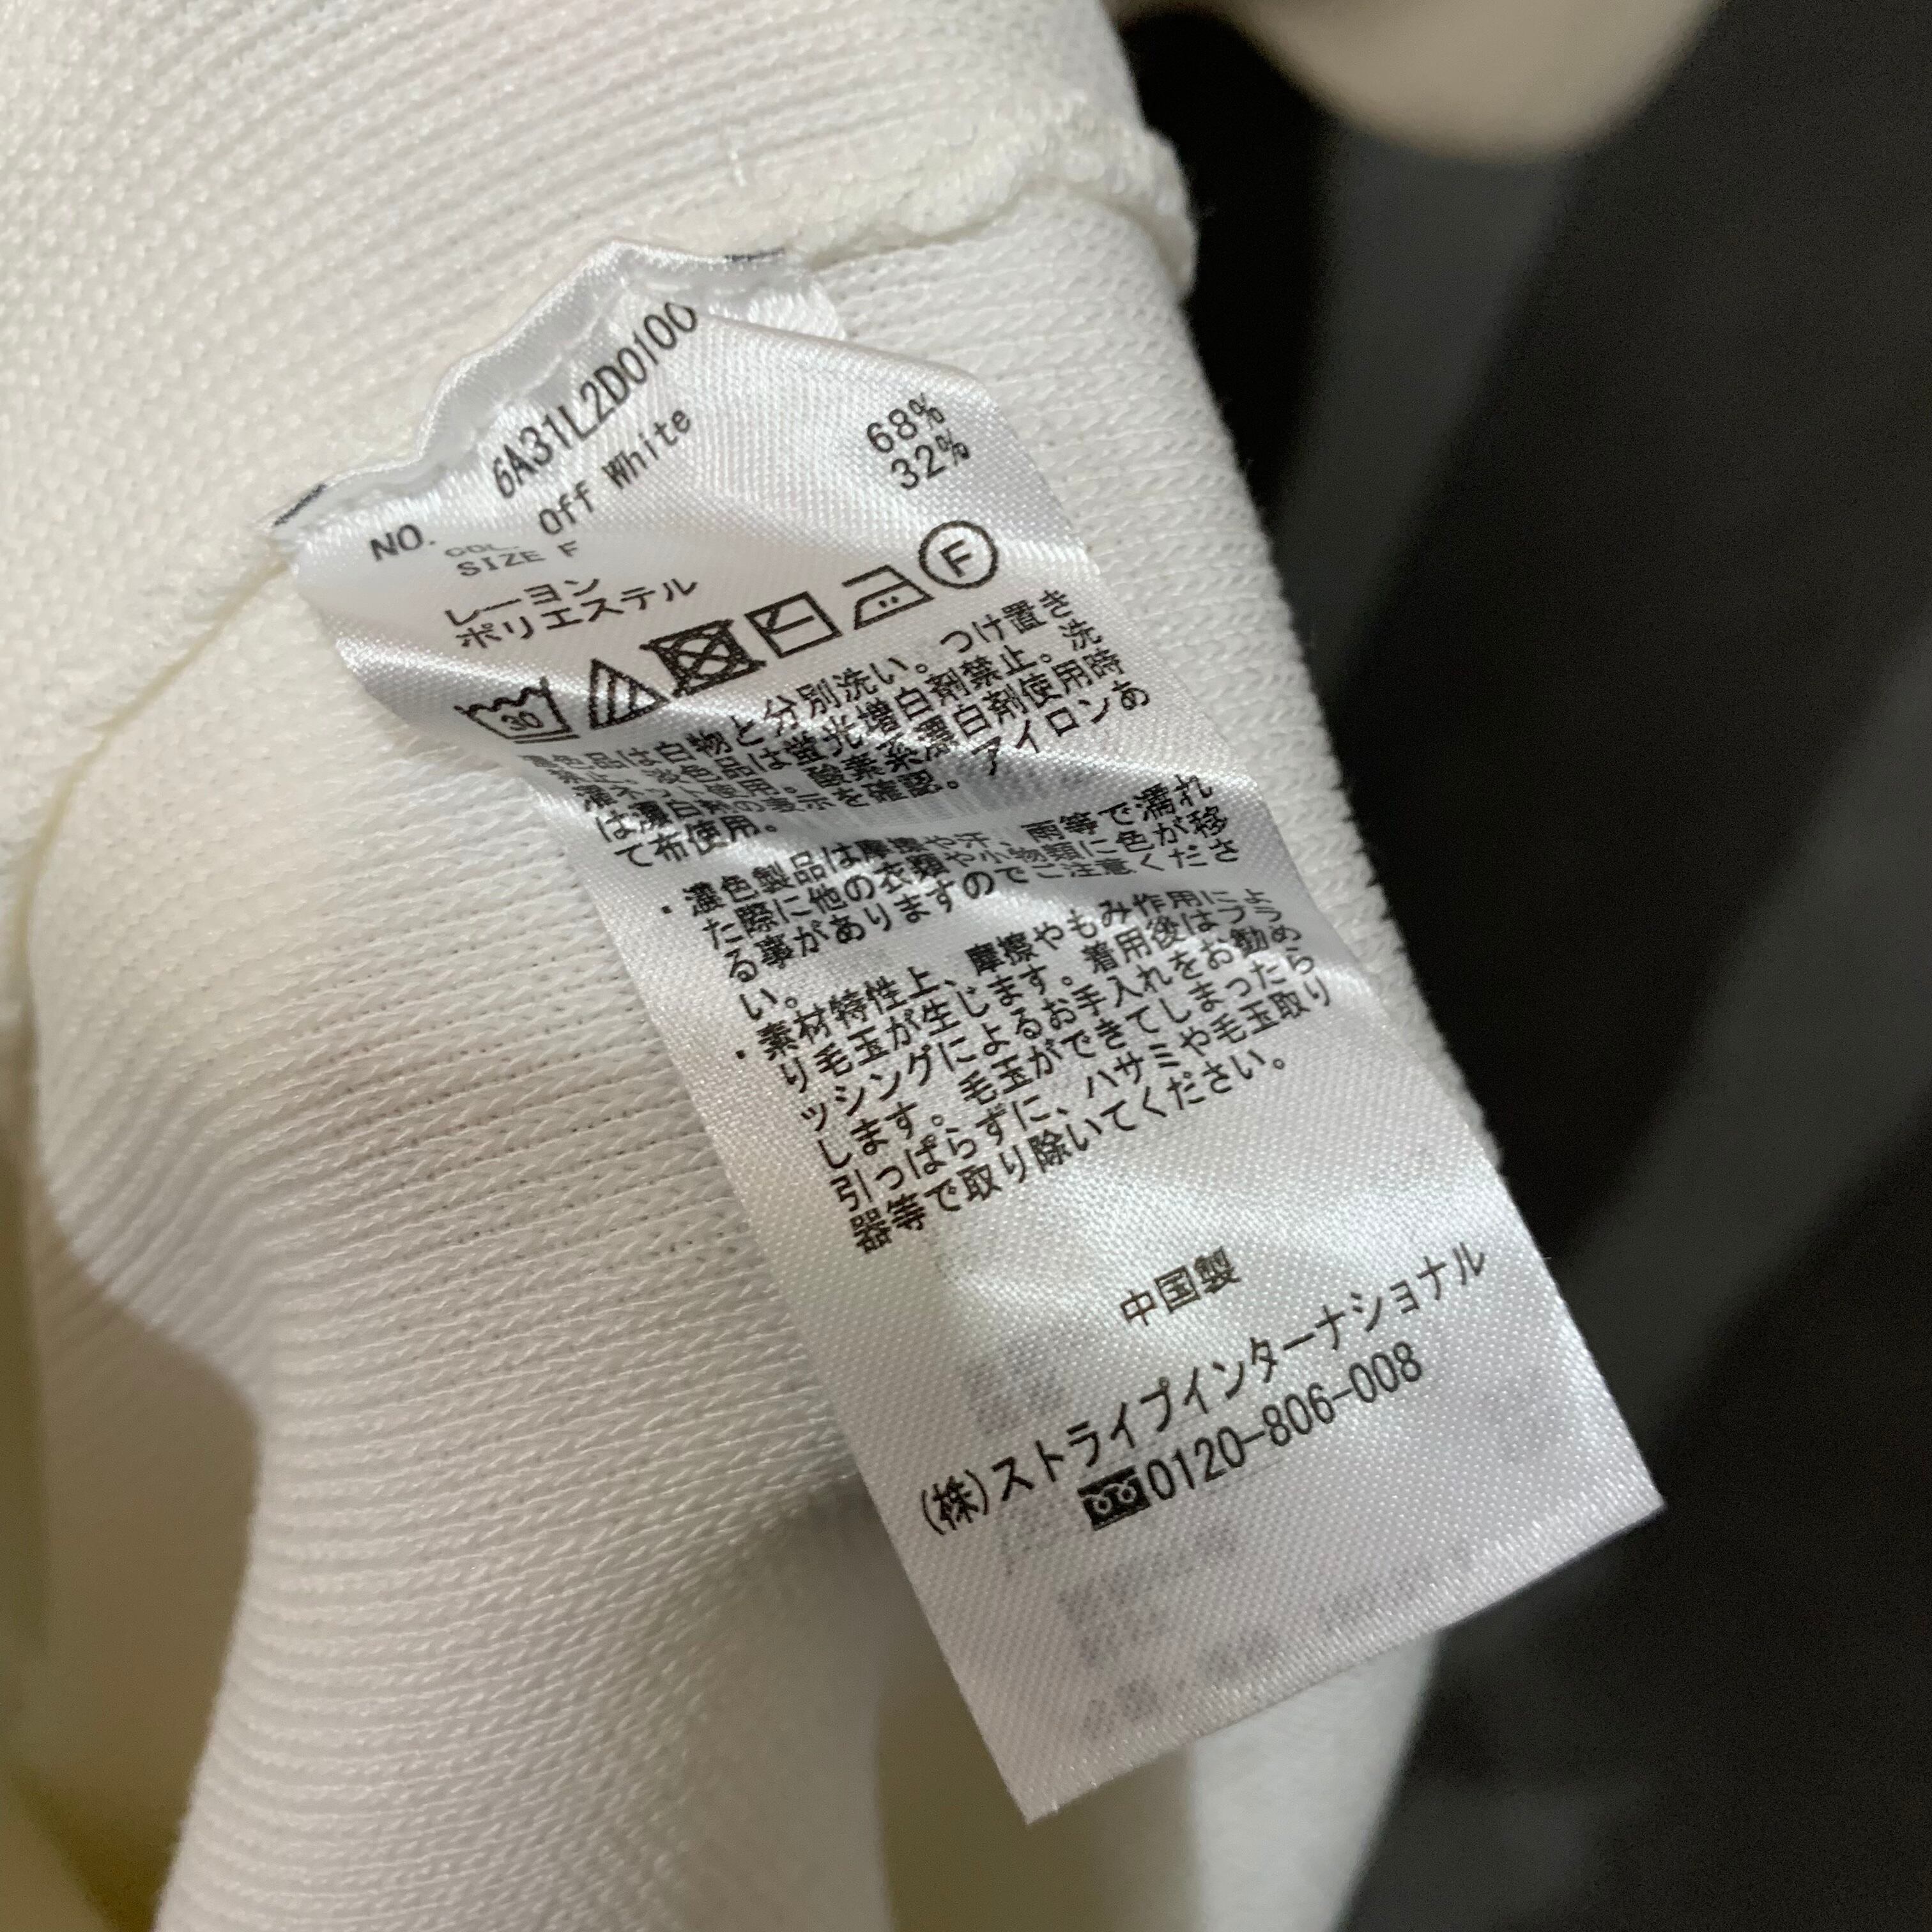 NO. 6A31L2D0100
COL. Off White
SIZE F
レーヨン 68%
ポリエステル 32%
30
F
濃色品は白物と分別洗い。つけ置き
禁止。淡色品は蛍光増白剤禁止。洗
濯ネット使用。酸素系漂白剤使用時
は漂白剤の表示を確認。アイロンあ
て布使用。
・濃色製品は摩擦や汗、雨等で濡れ
た際に他の衣類や小物類に色が移
る事がありますのでご注意くださ
い。
・素材特性上、摩擦やもみ作用によ
り毛玉が生じます。着用後はブラ
ッシングによるお手入れをお勧め
します。毛玉ができてしまったら
引っぱらずに、ハサミや毛玉取り
器等で取り除いてください。
中国製
(株)ストライプインターナショナル
0120-806-008